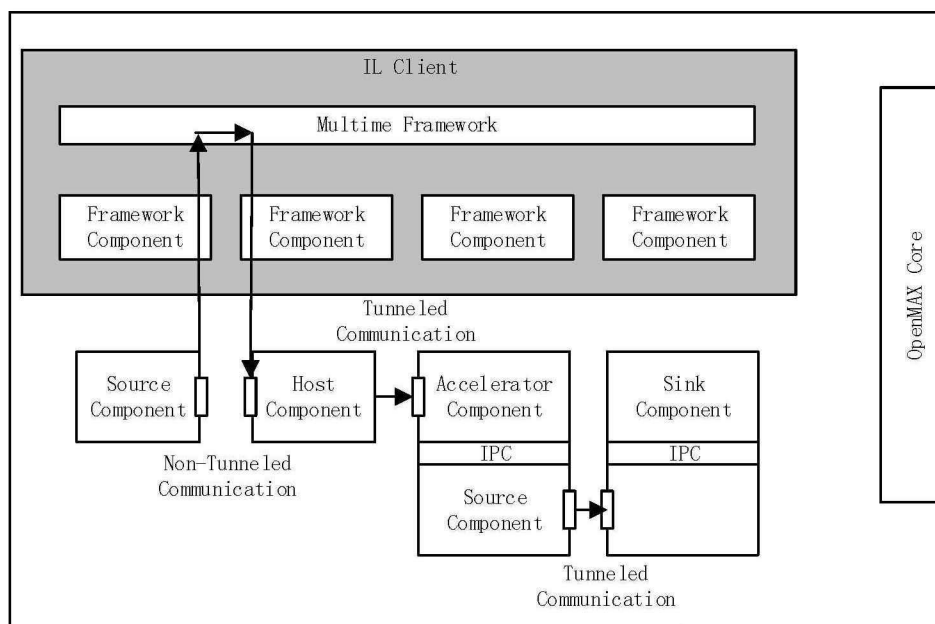 IL Client
Multime Framework
Framework
Component
Framework
Component
Framework
Component
Framework
Component
OpenMAX Core
Tunneled
Communication
Source
Component
Host
Component
Accelerator
Component
Sink
Component
IPC
IPC
Non-Tunneled
Communication
Source
Component
Tunneled
Communication